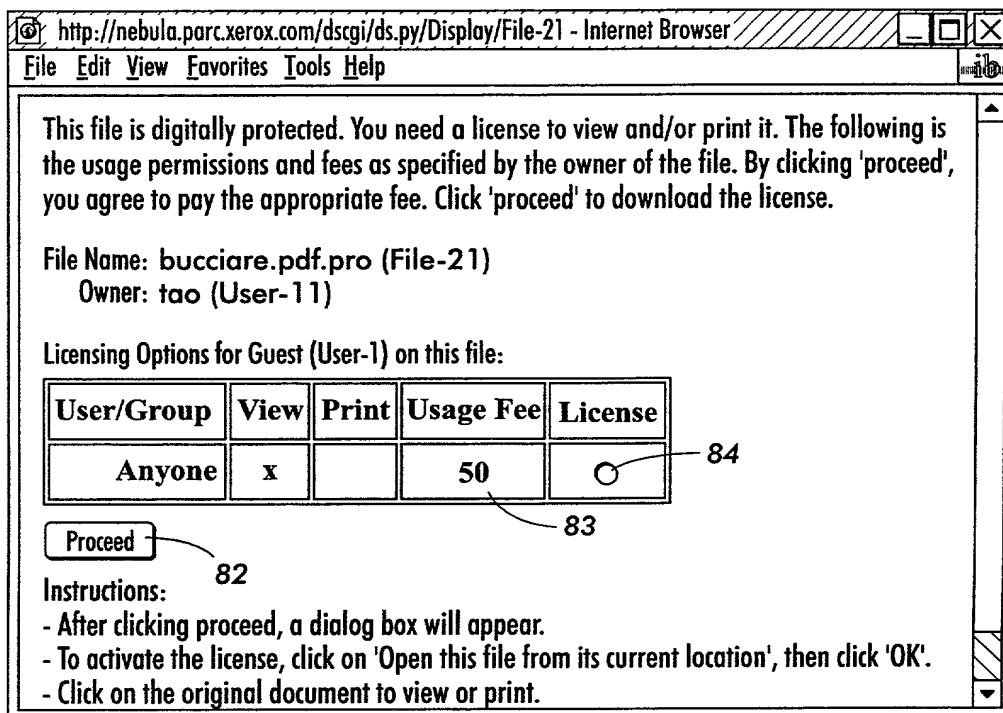 http://nebula.parc.xerox.com/dscgi/ds.py/Display/File-21 - Internet Browser
File Edit View Favorites Tools Help
ib
This file is digitally protected. You need a license to view and/or print it. The following is
the usage permissions and fees as specified by the owner of the file. By clicking 'proceed',
you agree to pay the appropriate fee. Click 'proceed' to download the license.
File Name: bucciare.pdf.pro (File-21)
Owner: tao (User-11)
Licensing Options for Guest (User-1) on this file:
User/Group View Print Usage Fee License
Anyone x 50
84
83
Proceed
82
Instructions:
- After clicking proceed, a dialog box will appear.
- To activate the license, click on 'Open this file from its current location', then click 'OK'.
- Click on the original document to view or print.